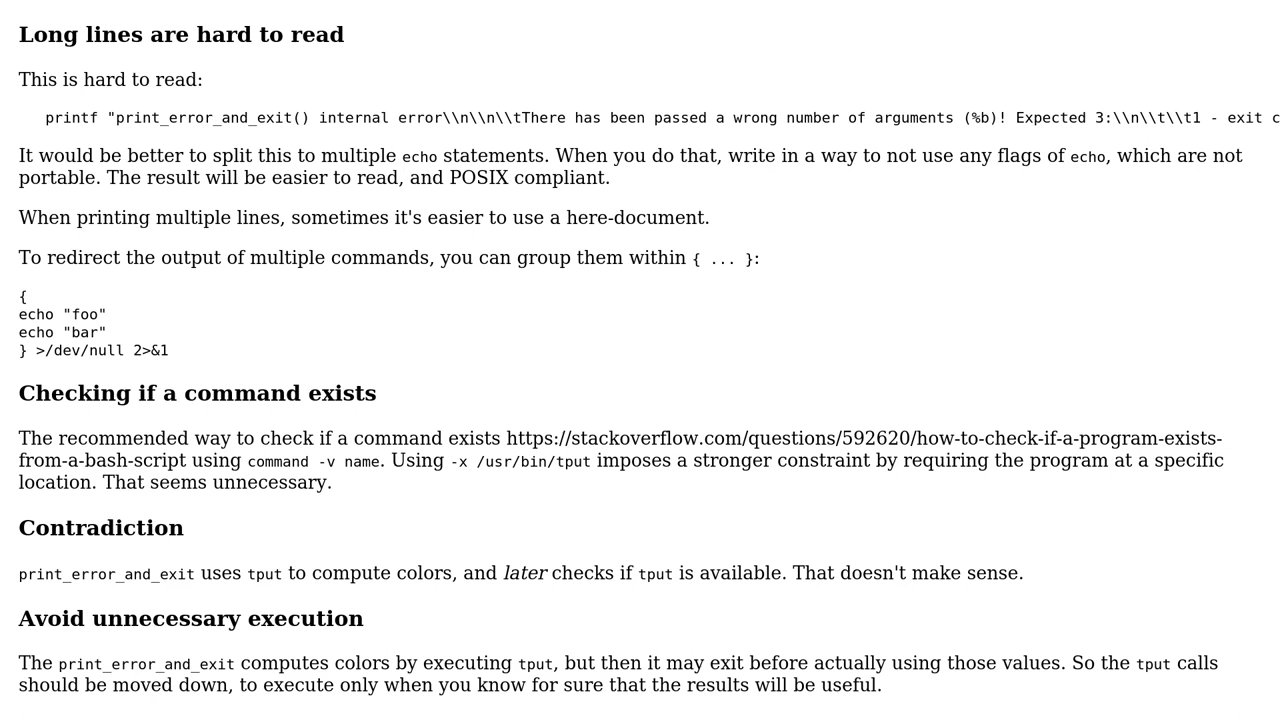 Long lines are hard to read
This is hard to read:
printf "print_error_and_exit() internal error\\n\\n\\tThere has been passed a wrong number of arguments (%b)! Expected 3:\\n\\t\\t1 - exit c
It would be better to split this to multiple echo statements. When you do that, write in a way to not use any flags of echo, which are not
portable. The result will be easier to read, and POSIX compliant.
When printing multiple lines, sometimes it's easier to use a here-document.
To redirect the output of multiple commands, you can group them within { ... }:
{
echo "foo"
echo "bar"
} >/dev/null 2>&1
Checking if a command exists
The recommended way to check if a command exists https://stackoverflow.com/questions/592620/how-to-check-if-a-program-exists-
from-a-bash-script using command -v name. Using -x /usr/bin/tput imposes a stronger constraint by requiring the program at a specific
location. That seems unnecessary.
Contradiction
print_error_and_exit uses tput to compute colors, and later checks if tput is available. That doesn't make sense.
Avoid unnecessary execution
The print_error_and_exit computes colors by executing tput, but then it may exit before actually using those values. So the tput calls
should be moved down, to execute only when you know for sure that the results will be useful.